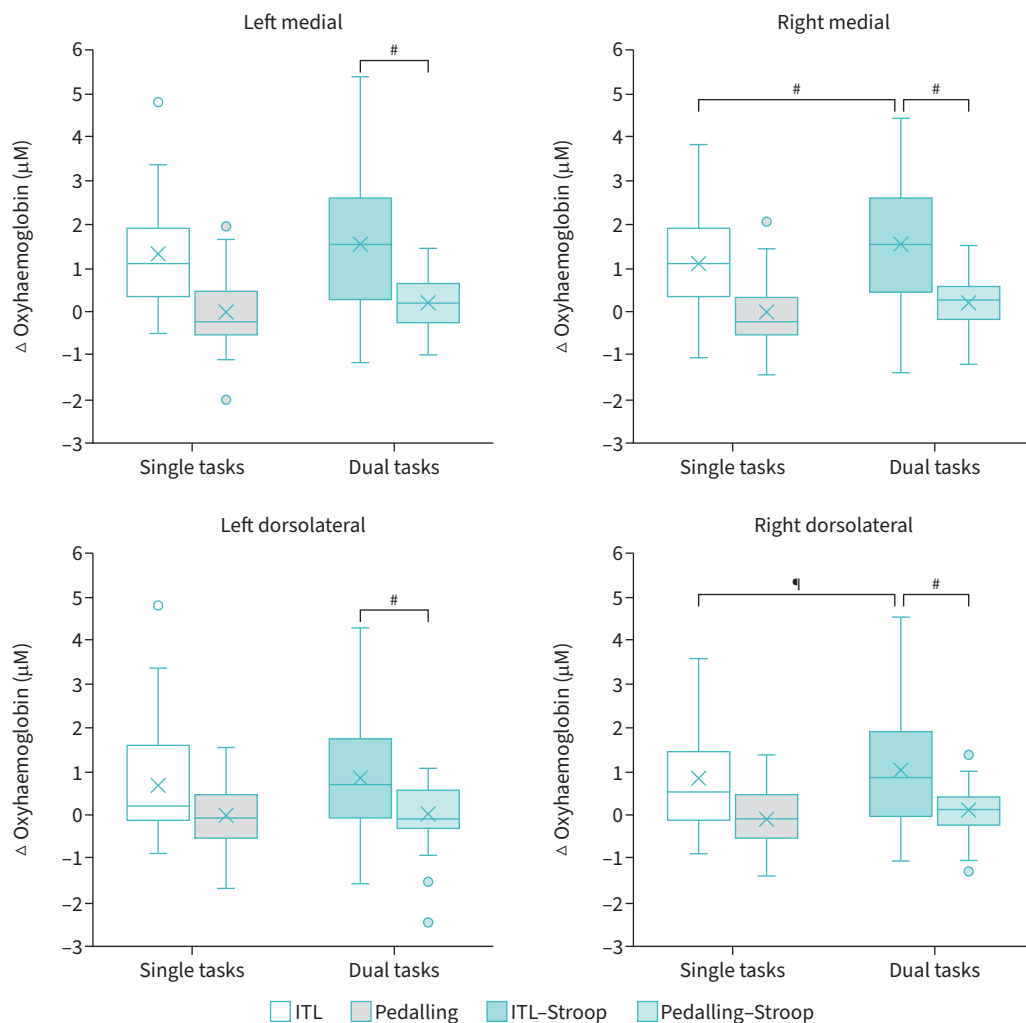 Left medial
Right medial
6
5
4
3
2
1
0
–1
–2
–3
Δ Oxyhaemoglobin (μM)
#
Single tasks
Dual tasks
6
5
4
3
2
1
0
–1
–2
–3
Δ Oxyhaemoglobin (μM)
#
#
Single tasks
Dual tasks
Left dorsolateral
Right dorsolateral
6
5
4
3
2
1
0
–1
–2
–3
Δ Oxyhaemoglobin (μM)
#
Single tasks
Dual tasks
6
5
4
3
2
1
0
–1
–2
–3
Δ Oxyhaemoglobin (μM)
¶
#
Single tasks
Dual tasks
ITL Pedalling ITL–Stroop Pedalling–Stroop